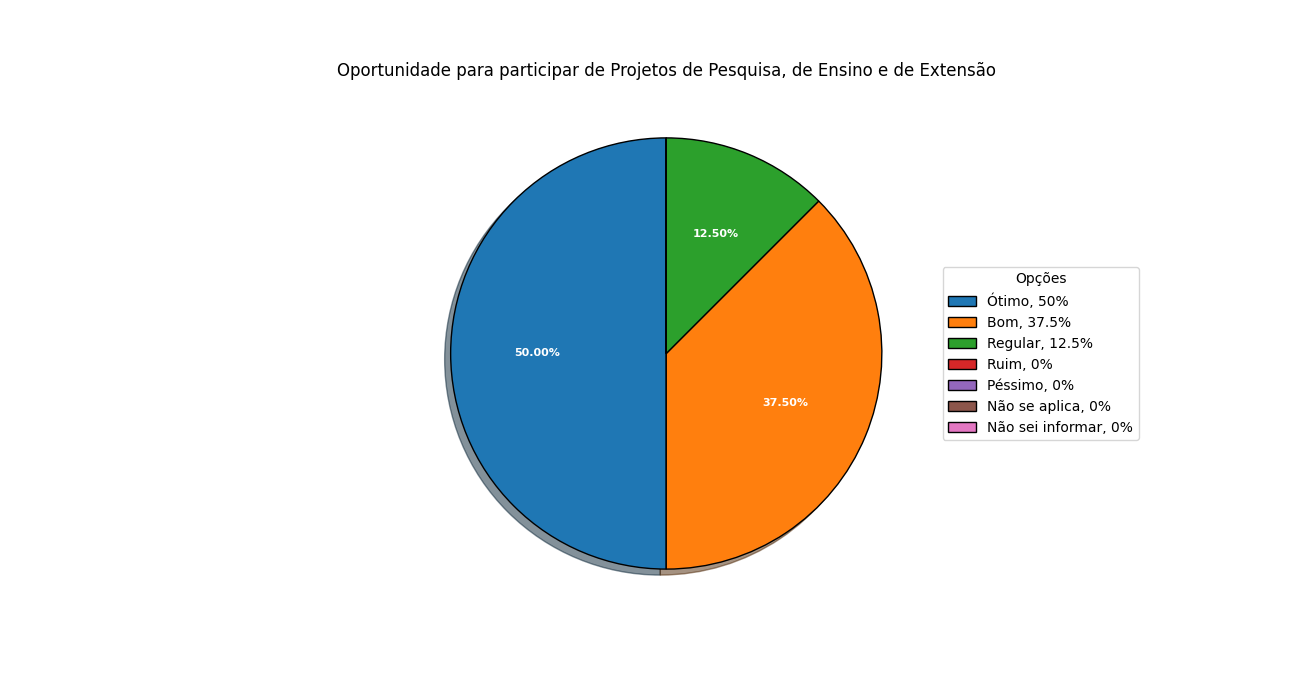 Oportunidade para participar de Projetos de Pesquisa, de Ensino e de Extensão
12.50%
50.00%
37.50%
Opções
Ótimo, 50%
Bom, 37.5%
Regular, 12.5%
Ruim, 0%
Péssimo, 0%
Não se aplica, 0%
Não sei informar, 0%